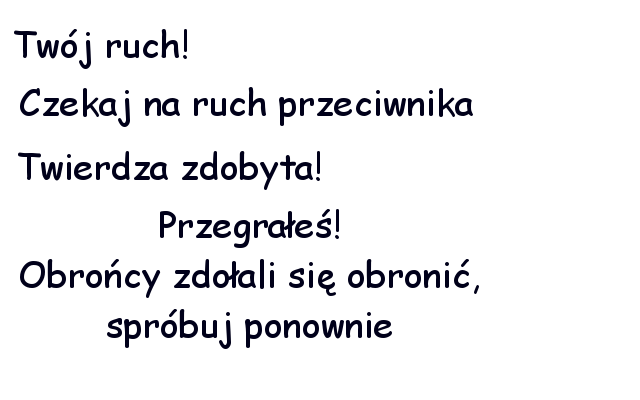 Twój ruch!
Czekaj na ruch przeciwnika
Twierdza zdobyta!
Przegrałeś!
Obrońcy zdołali się obronić,
spróbuj ponownie